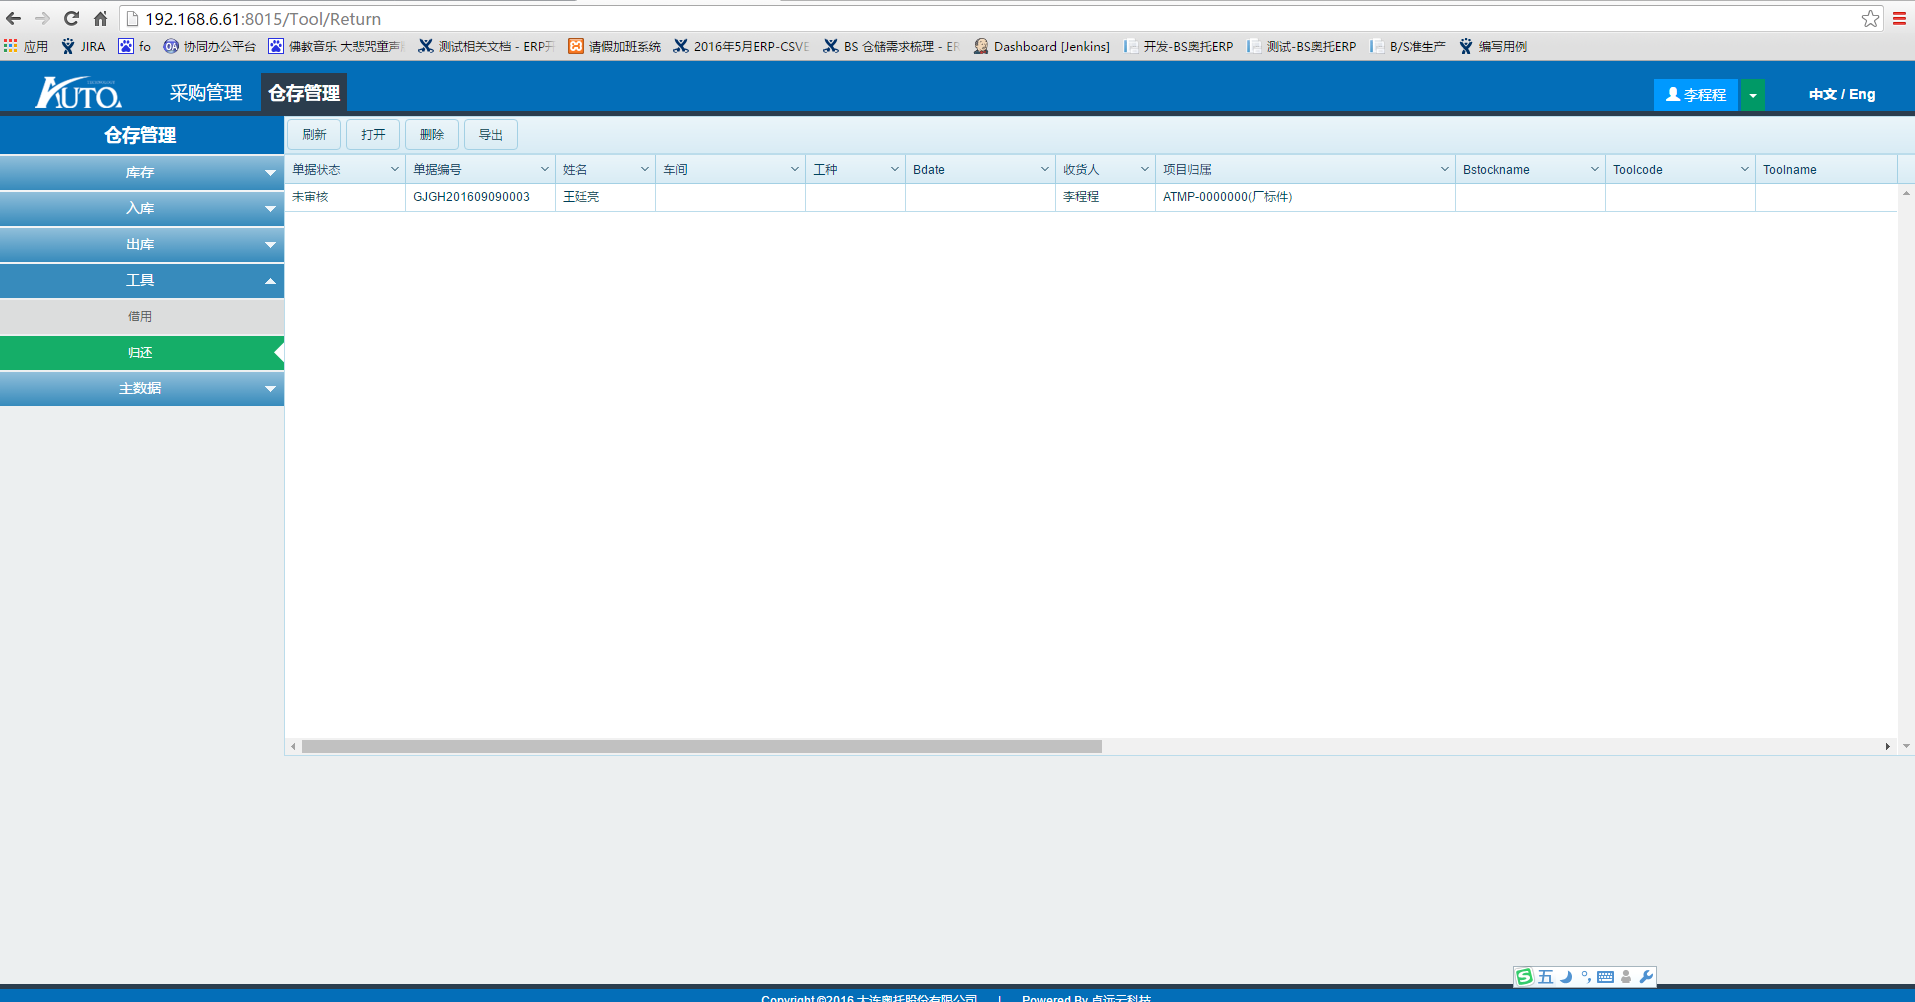 192.168.6.61:8015/Tool/Return
应用 JIRA fo 协同办公平台 佛教音乐 大悲咒童声 测试相关文档 - ERP开 请假加班系统 2016年5月ERP-CSVE BS 仓储需求梳理 - ER Dashboard [Jenkins] 开发-BS奥托ERP 测试-BS奥托ERP B/S准生产 编写用例
AUTO. 采购管理 仓存管理 李程程 中文 / Eng
仓存管理 刷新 打开 删除 导出
单据状态 单据编号 姓名 车间 工种 Bdate 收货人 项目归属 Bstockname Toolcode Toolname
未审核 GJGH201609090003 王廷亮 李程程 ATMP-0000000(厂标件)
库存
入库
出库
工具
借用
归还
主数据
五
Copyright©2016 大连奥托股份有限公司 | Powered By 卓远云科技